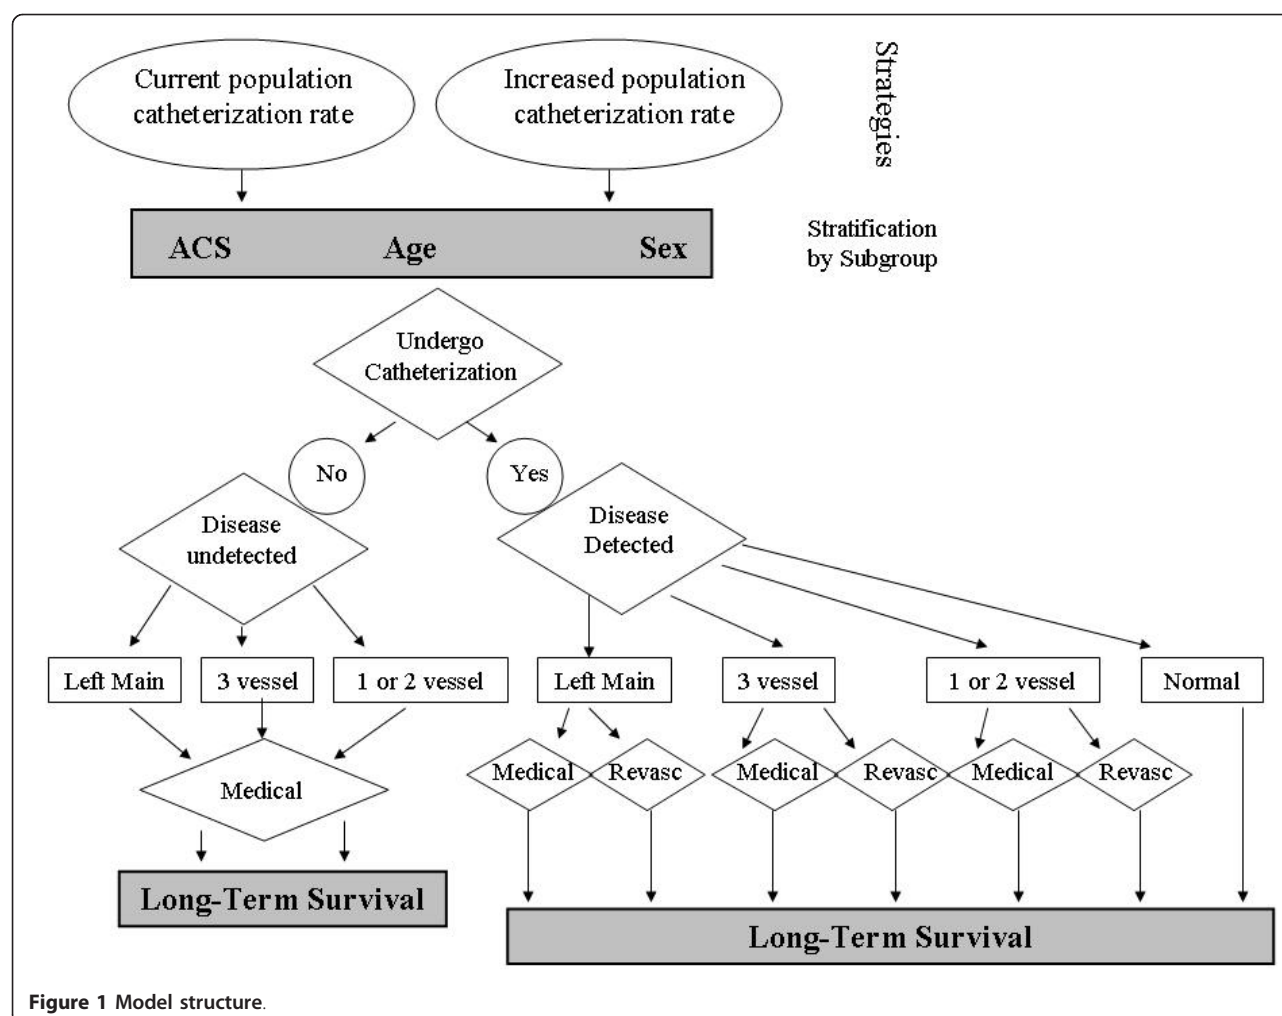 Current population
catheterization rate
Increased population
catheterization rate
Strategies
ACS Age Sex
Stratification
by Subgroup
Undergo
Catheterization
No
Yes
Disease
undetected
Disease
Detected
Left Main
3 vessel
1 or 2 vessel
Left Main
3 vessel
1 or 2 vessel
Normal
Medical
Medical
Revasc
Medical
Revasc
Medical
Revasc
Long-Term Survival
Long-Term Survival
Figure 1 Model structure.